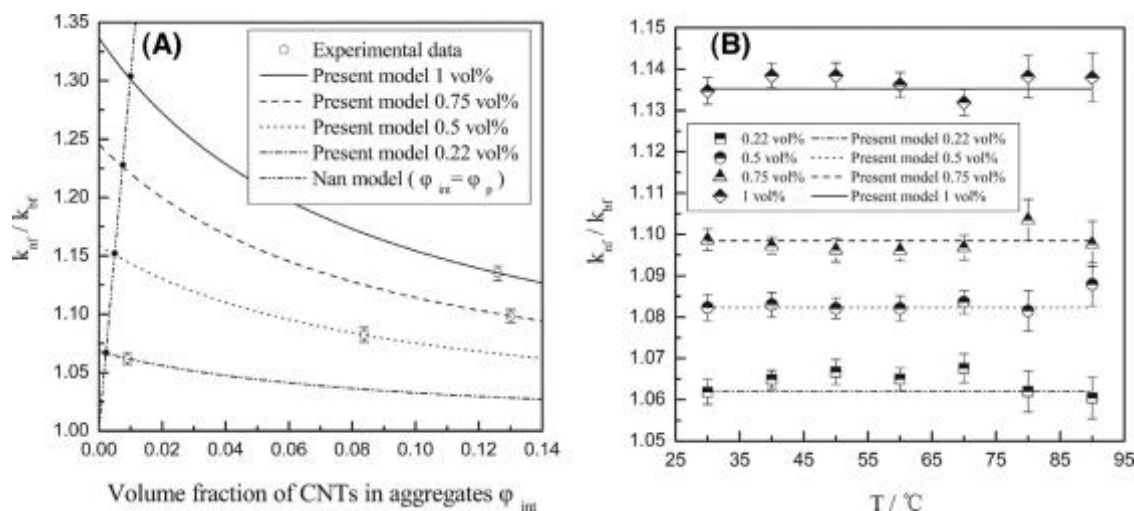 (A)
Experimental data
Present model 1 vol%
Present model 0.75 vol%
Present model 0.5 vol%
Present model 0.22 vol%
Nan model ( φ int = φ p )
k nf / k bf
1.35
1.30
1.25
1.20
1.15
1.10
1.05
1.00
0.00 0.02 0.04 0.06 0.08 0.10 0.12 0.14
Volume fraction of CNTs in aggregates φ int
(B)
k nf / k bf
1.15
1.14
1.13
1.12
1.11
1.10
1.09
1.08
1.07
1.06
1.05
0.22 vol% Present model 0.22 vol%
0.5 vol% Present model 0.5 vol%
0.75 vol% Present model 0.75 vol%
1 vol% Present model 1 vol%
25 35 45 55 65 75 85 95
T / ℃